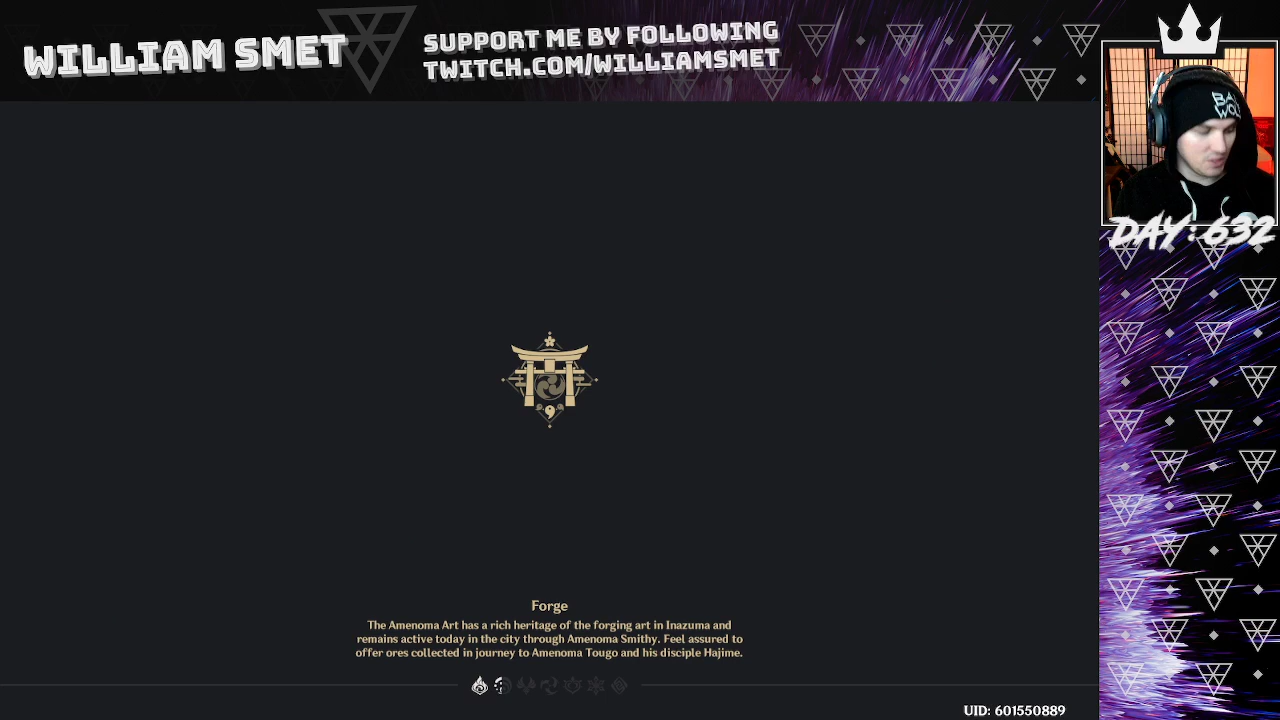 WILLIAM SMET
SUPPORT ME BY FOLLOWING
TWITCH.COM/WILLIAMSMET
DAY: 632
Forge
The Amenoma Art has a rich heritage of the forging art in Inazuma and
remains active today in the city through Amenoma Smithy. Feel assured to
offer ores collected in journey to Amenoma Tougo and his disciple Hajime.
UID: 601550889